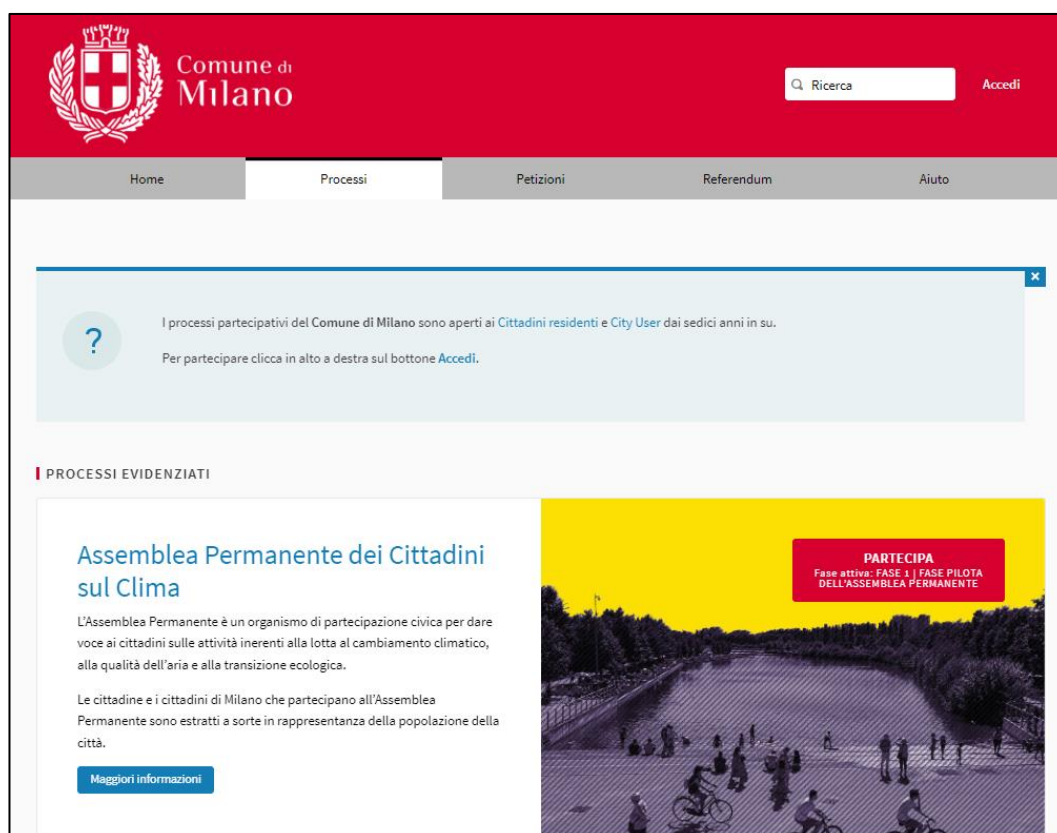 Comune di
Milano
Ricerca
Accedi
Home
Processi
Petizioni
Referendum
Aiuto
?
I processi partecipativi del Comune di Milano sono aperti ai Cittadini residenti e City User dai sedici anni in su.
Per partecipare clicca in alto a destra sul bottone Accedi.
PROCESSI EVIDENZIATI
Assemblea Permanente dei Cittadini
sul Clima
L'Assemblea Permanente è un organismo di partecipazione civica per dare
voce ai cittadini sulle attività inerenti alla lotta al cambiamento climatico,
alla qualità dell'aria e alla transizione ecologica.
Le cittadine e i cittadini di Milano che partecipano all'Assemblea
Permanente sono estratti a sorte in rappresentanza della popolazione della
città.
Maggiori informazioni
PARTECIPA
Fase attiva: FASE 1 | FASE PILOTA
DELL'ASSEMBLEA PERMANENTE